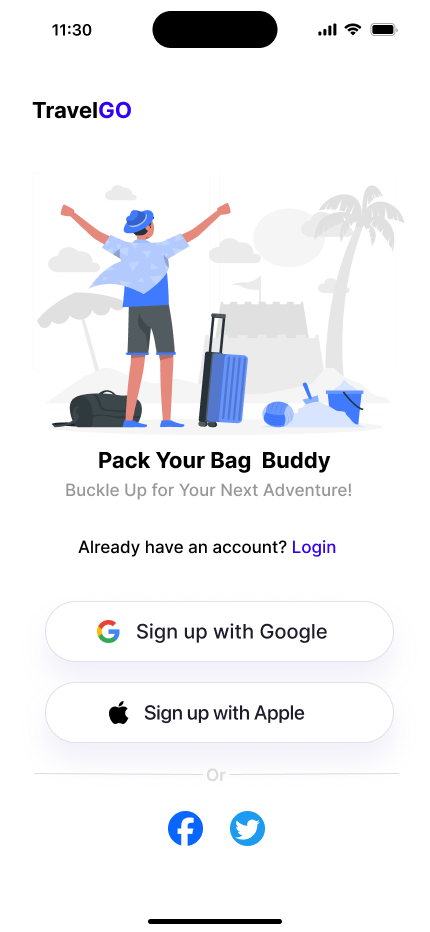 11:30
TravelGO
Pack Your Bag  Buddy
Buckle Up for Your Next Adventure!
Already have an account? Login
Sign up with Google
Sign up with Apple
Or